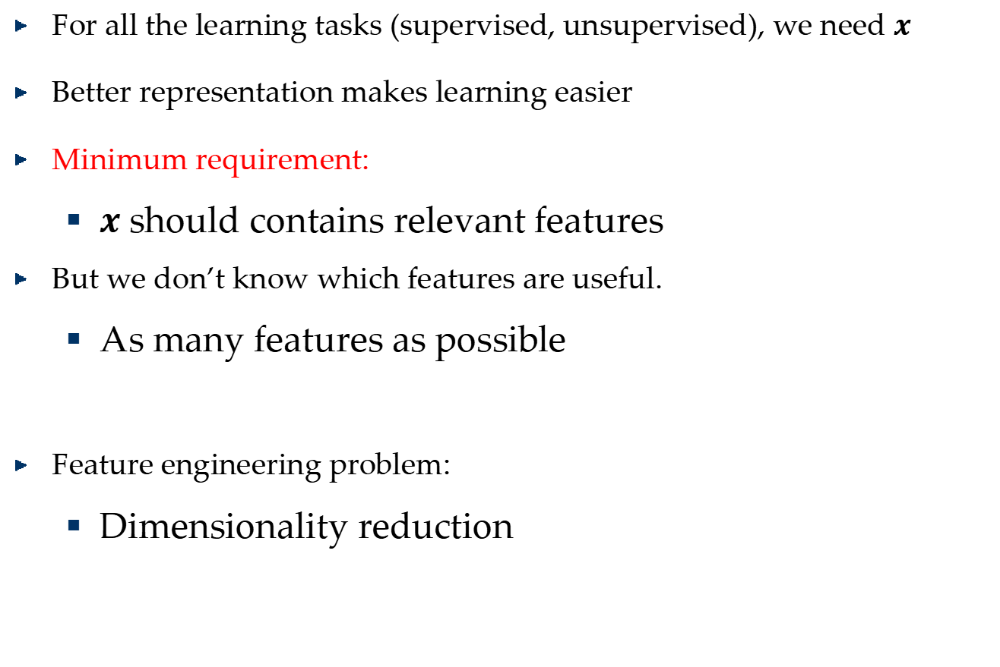 ► For all the learning tasks (supervised, unsupervised), we need x
► Better representation makes learning easier
► Minimum requirement:
▪ x should contains relevant features
► But we don’t know which features are useful.
▪ As many features as possible
► Feature engineering problem:
▪ Dimensionality reduction